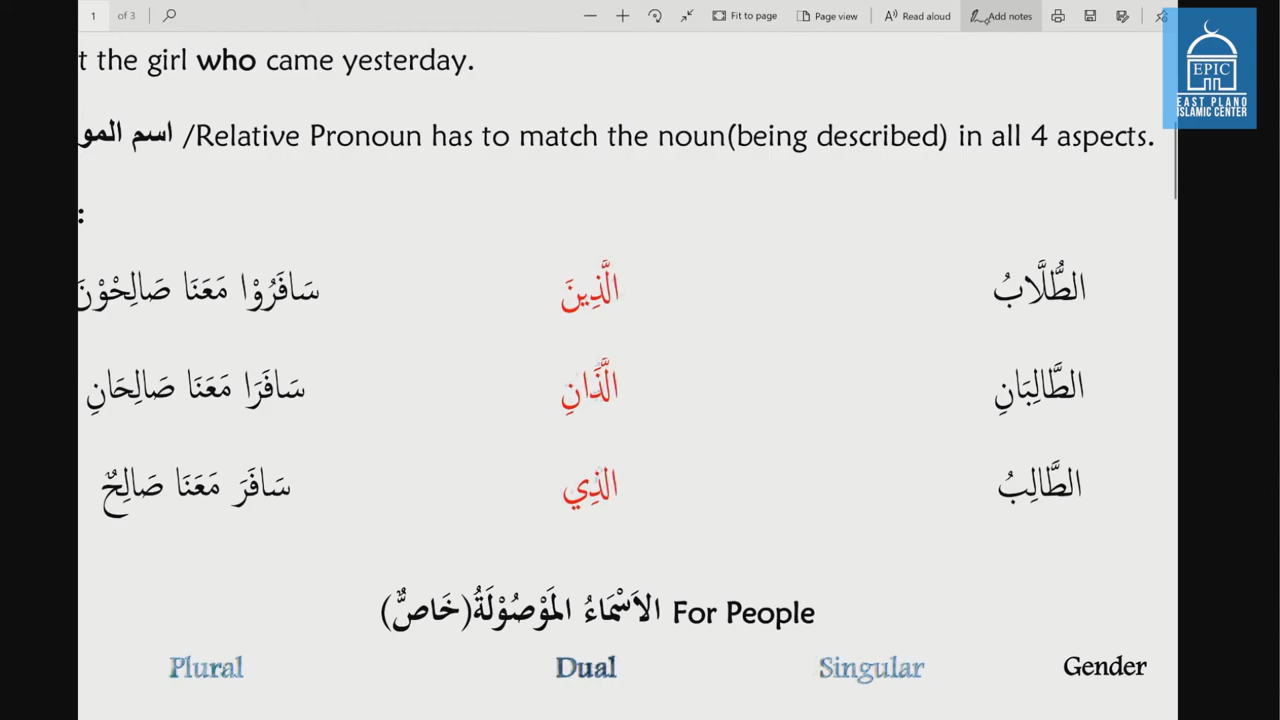 1 of 3 Fit to page Page view Read aloud Add notes
EPIC
EAST PLANO
ISLAMIC CENTER
t the girl who came yesterday.
اسم المو /Relative Pronoun has to match the noun(being described) in all 4 aspects.
:
الطُّلَّابُ الَّذِينَ سَافَرُوْا مَعَنَا صَالِحُوْنَ
الطَّالِبَانِ الَّذَانِ سَافَرَا مَعَنَا صَالِحَانِ
الطَّالِبُ الذِي سَافَرَ مَعَنَا صَالِحٌ
الاَسْمَاءُ المَوْصُوْلَةُ(خَاصٌّ) For People
Plural Dual Singular Gender